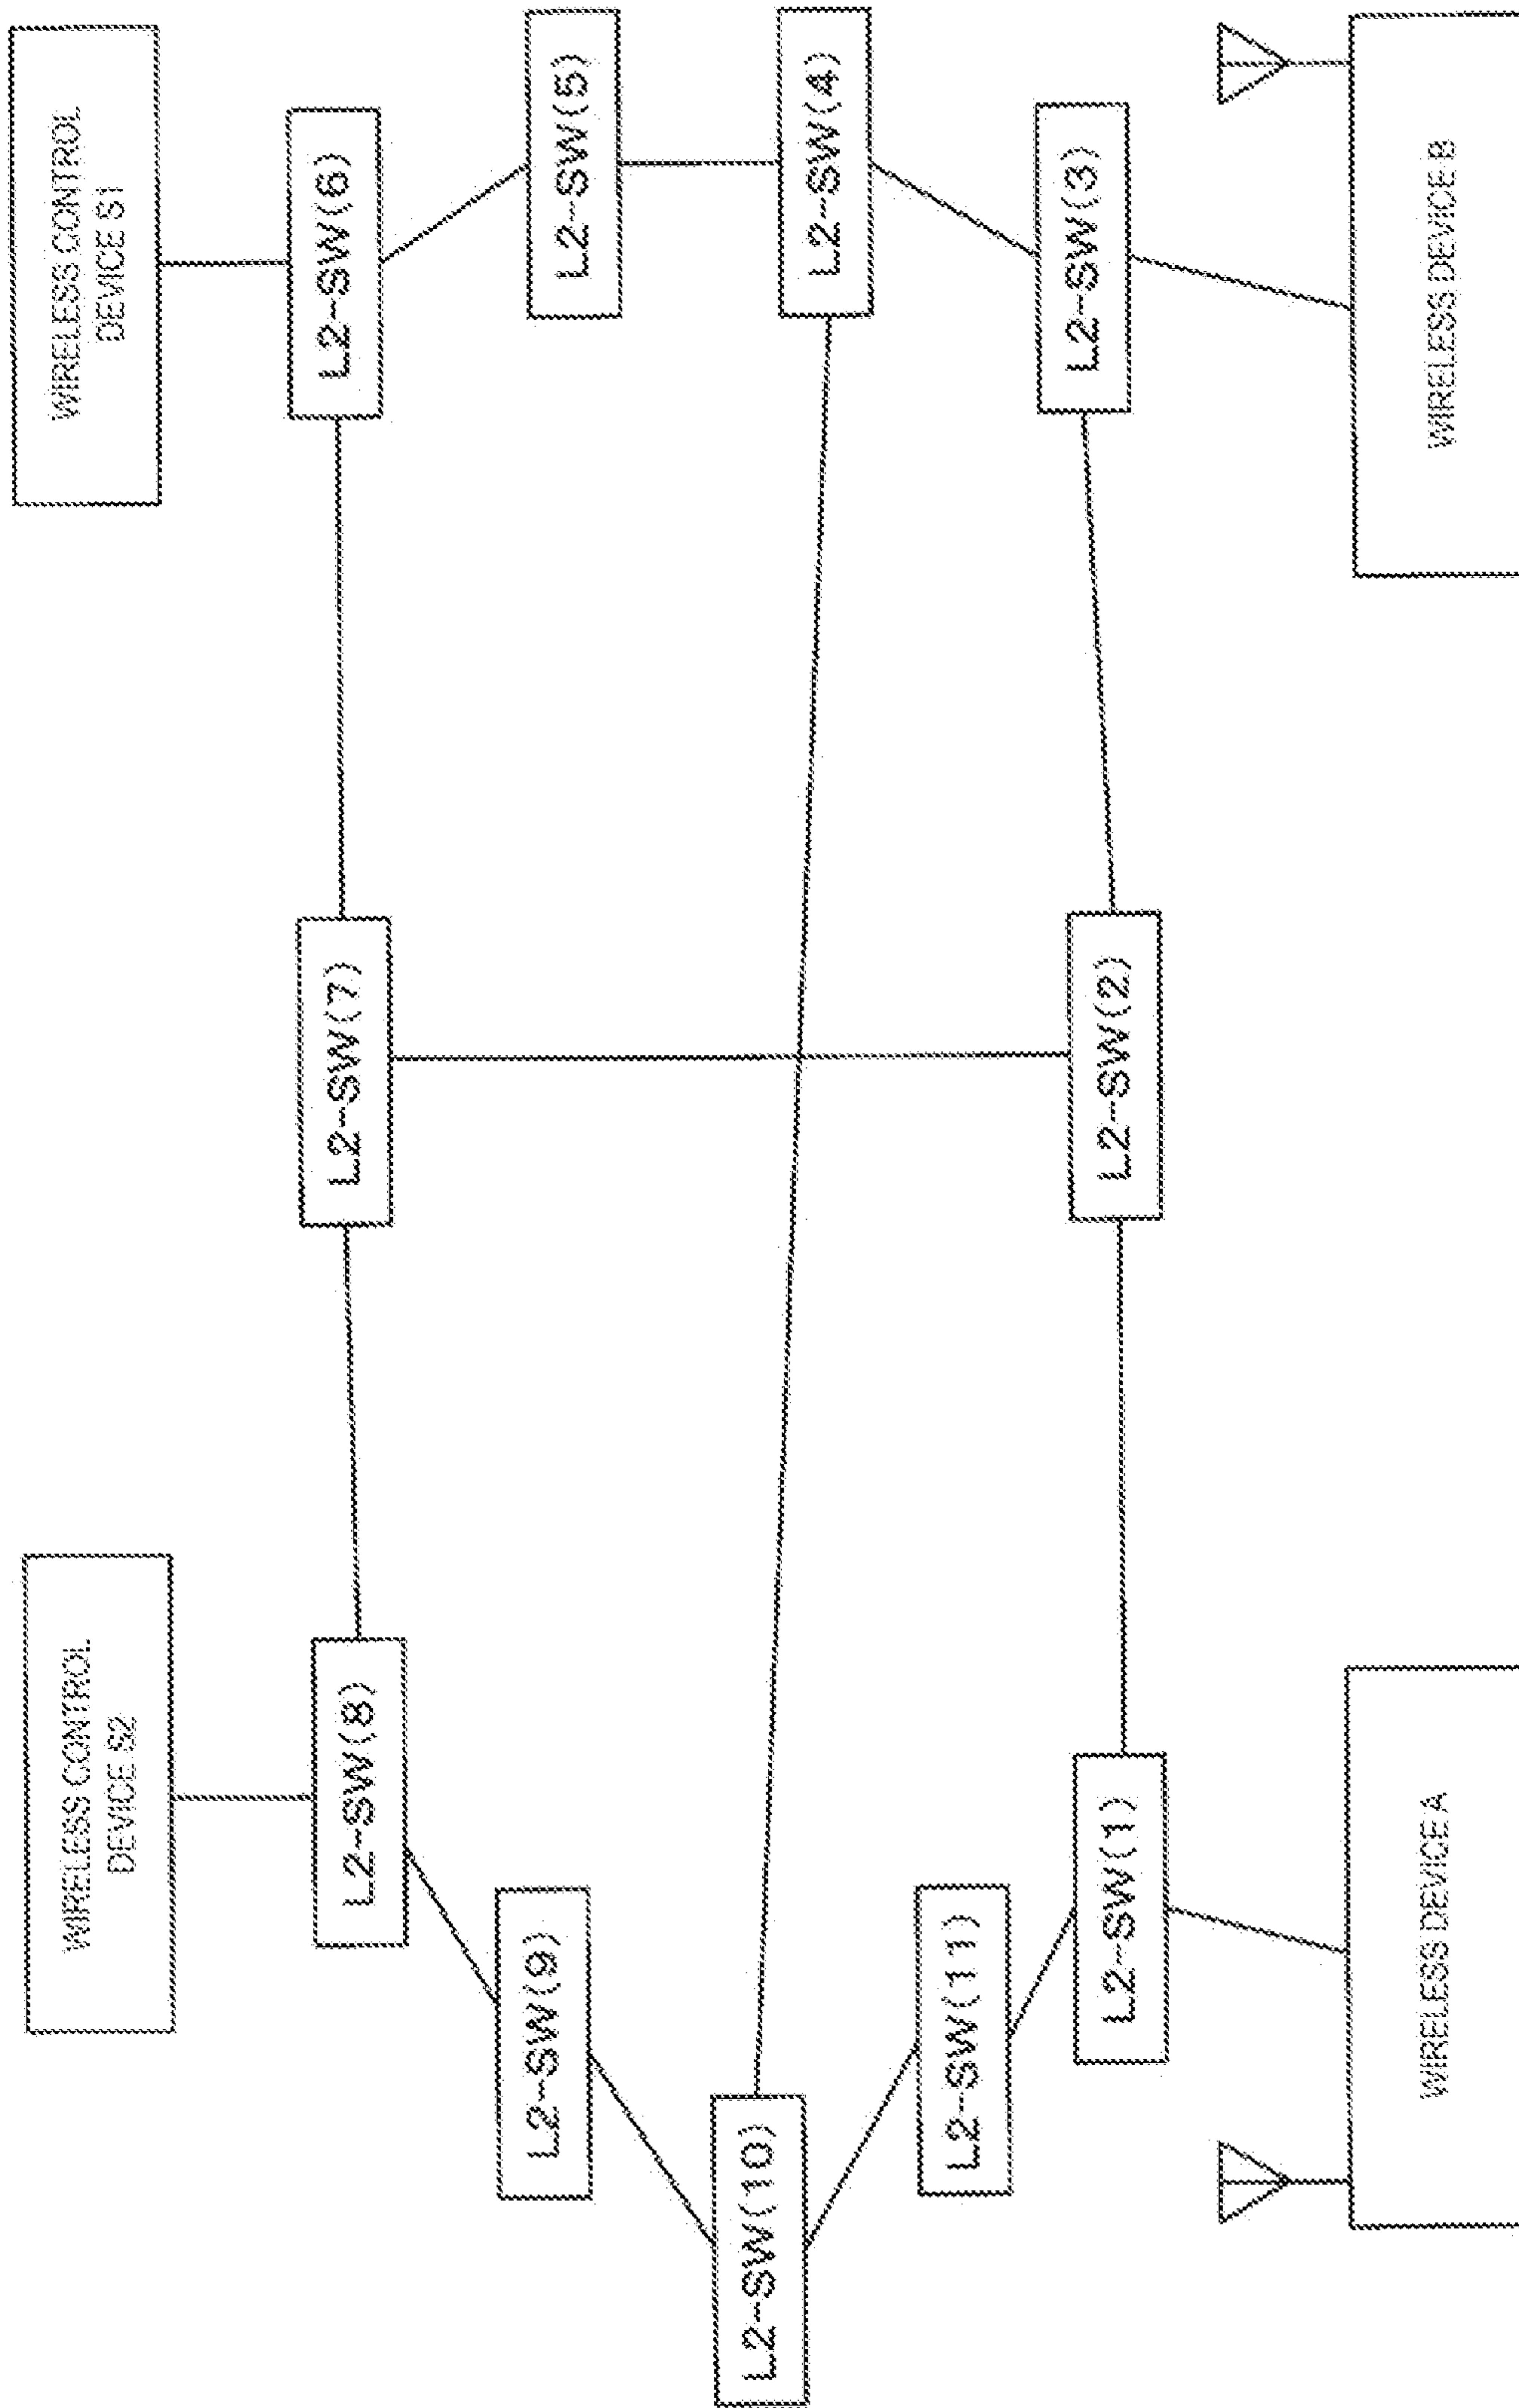 WIRELESS CONTROL
DEVICE S2
WIRELESS CONTROL
DEVICE S1
L2-SW(8)
L2-SW(7)
L2-SW(6)
L2-SW(9)
L2-SW(5)
L2-SW(10)
L2-SW(4)
L2-SW(11)
L2-SW(1)
L2-SW(2)
L2-SW(3)
WIRELESS DEVICE A
WIRELESS DEVICE B